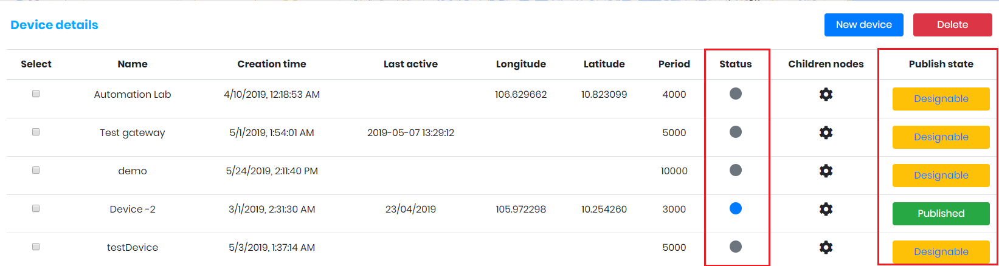 Device details New device Delete
Select Name Creation time Last active Longitude Latitude Period Status Children nodes Publish state
Automation Lab 4/10/2019, 12:18:53 AM 106.629662 10.823099 4000 Designable
Test gateway 5/1/2019, 1:54:01 AM 2019-05-07 13:29:12 5000 Designable
demo 5/24/2019, 2:11:40 PM 10000 Designable
Device -2 3/1/2019, 2:31:30 AM 23/04/2019 105.972298 10.254260 3000 Published
testDevice 5/3/2019, 1:37:14 AM 5000 Designable